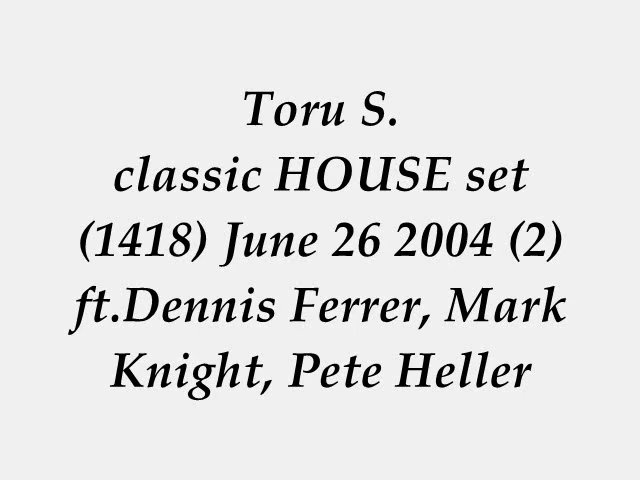 Toru S.
classic HOUSE set
(1418) June 26 2004 (2)
ft.Dennis Ferrer, Mark
Knight, Pete Heller